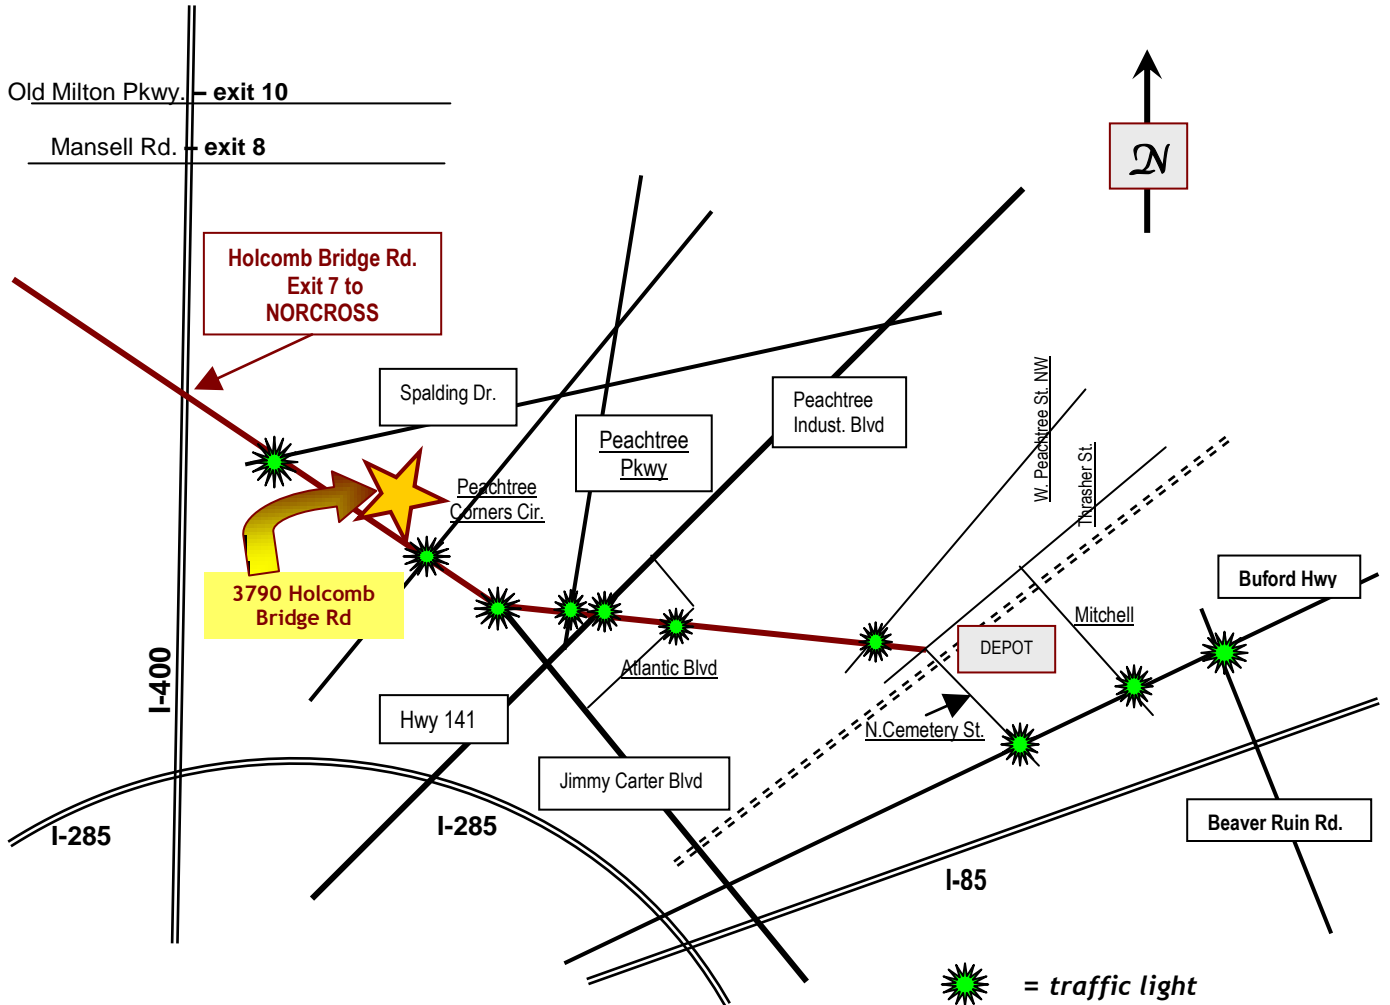 Old Milton Pkwy. – exit 10
Mansell Rd. – exit 8
N
Holcomb Bridge Rd.
Exit 7 to
NORCROSS
Spalding Dr.
Peachtree
Pkwy
Peachtree
Indust. Blvd
W. Peachtree St. NW
Thrasher St.
Peachtree
Corners Cir.
3790 Holcomb
Bridge Rd
Buford Hwy
Mitchell
DEPOT
Atlantic Blvd
I-400
Hwy 141
N.Cemetery St.
Jimmy Carter Blvd
I-285
I-285
Beaver Ruin Rd.
I-85
= traffic light